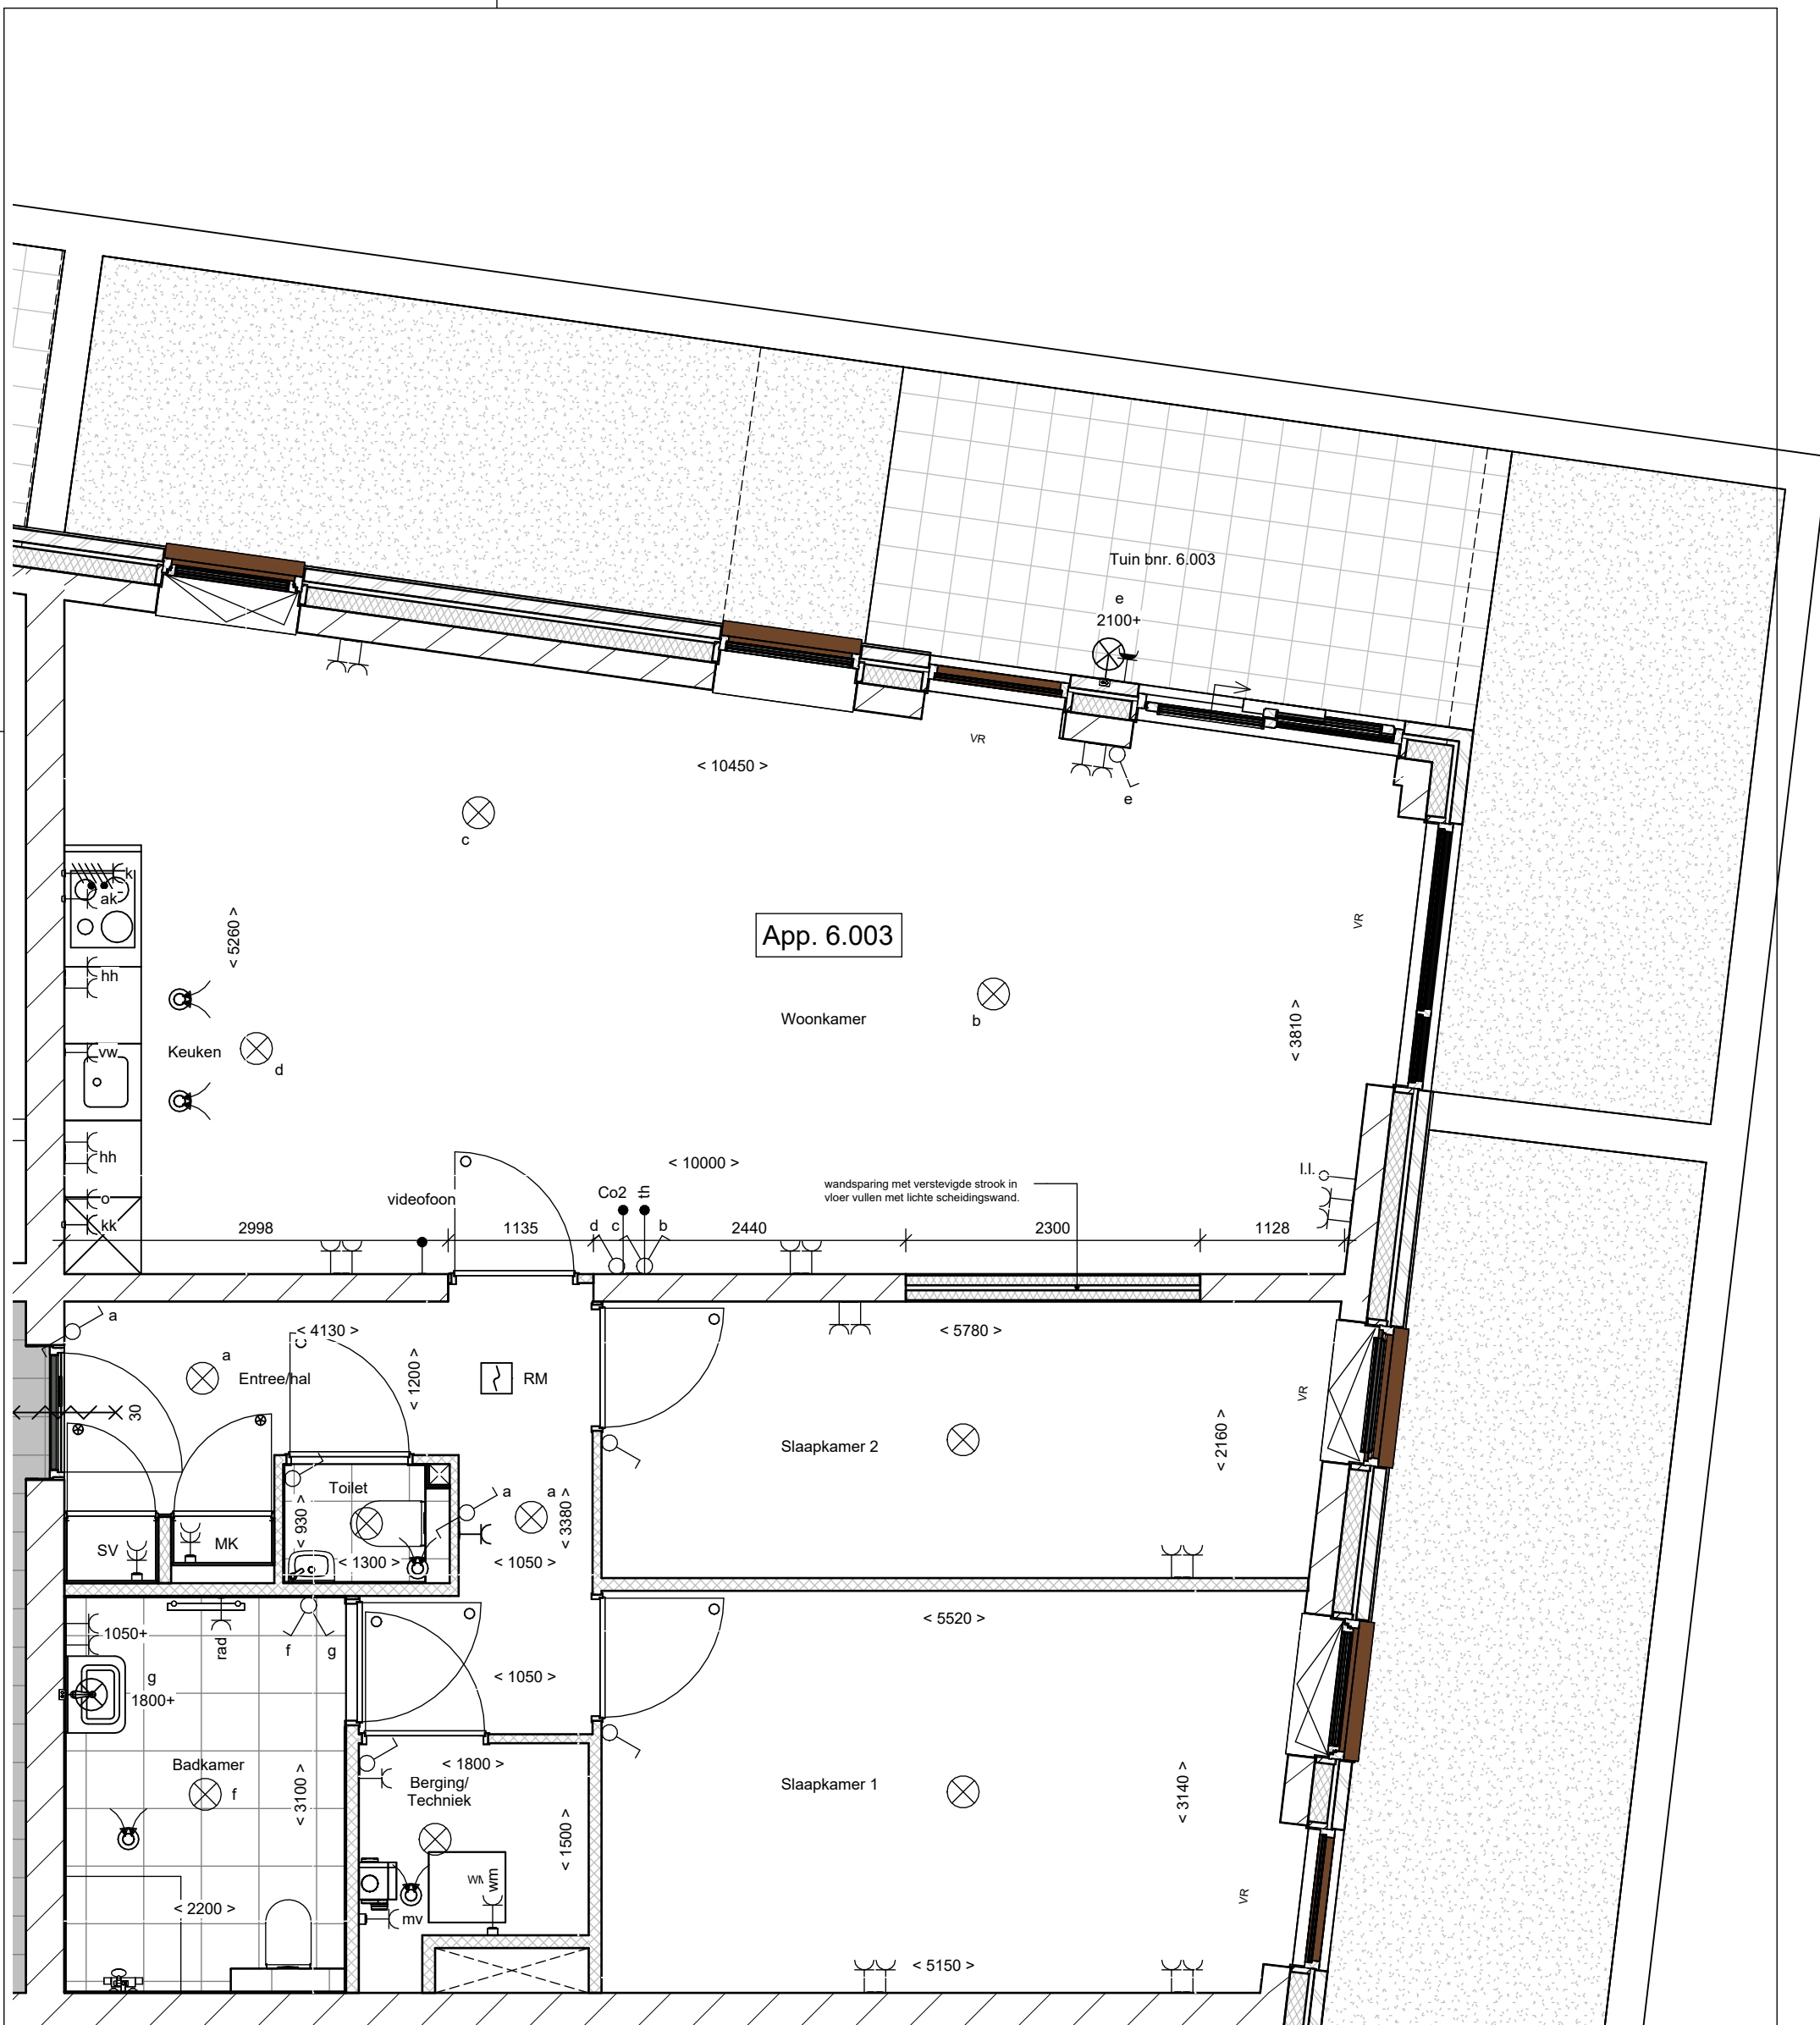 Tuin bnr. 6.003
e
2100+
VR
< 10450 >
e
c
k
ak
< 5260 >
App. 6.003
VR
hh
b
Woonkamer
< 3810 >
vw
Keuken
d
hh
< 10000 >
l.l.
wandsparing met verstevigde strook in
vloer vullen met lichte scheidingswand.
videofoon
Co2
th
o
kk
2998
1135
d
c
b
2440
2300
1128
a
< 4130 >
< 5780 >
a
Entree/hal
< 1200 >
RM
VR
30
Slaapkamer 2
< 2160 >
Toilet
a
a
< 930 >
< 3380 >
SV
MK
< 1300 >
< 1050 >
1050+
rad
f
g
< 5520 >
g
1800+
< 1050 >
Badkamer
f
< 3100 >
< 1800 >
Berging/
Techniek
Slaapkamer 1
< 3140 >
< 1500 >
wm
VR
< 2200 >
mv
< 5150 >